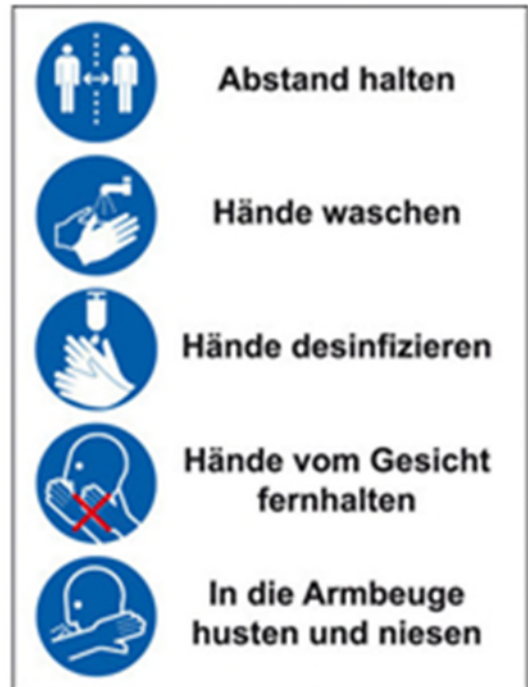 Abstand halten
Hände waschen
Hände desinfizieren
Hände vom Gesicht
fernhalten
In die Armbeuge
husten und niesen